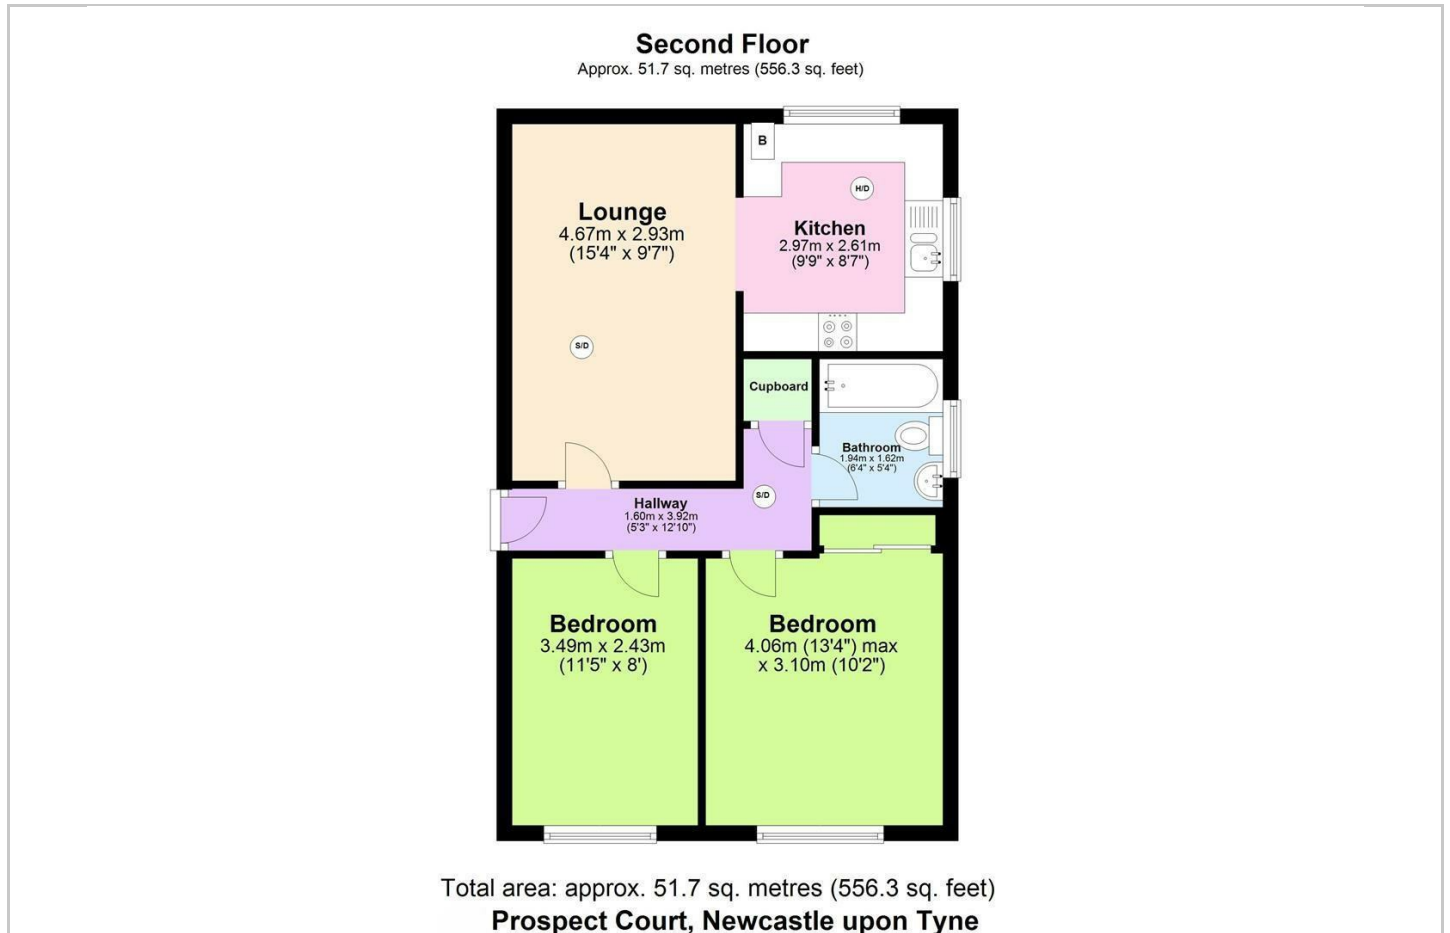 Second Floor
Approx. 51.7 sq. metres (556.3 sq. feet)
B
H/D
Lounge
4.67m x 2.93m
(15'4" x 9'7")
Kitchen
2.97m x 2.61m
(9'9" x 8'7")
S/D
Cupboard
Bathroom
1.94m x 1.62m
(6'4" x 5'4")
Hallway
1.60m x 3.92m
(5'3" x 12'10")
S/D
Bedroom
3.49m x 2.43m
(11'5" x 8')
Bedroom
4.06m (13'4") max
x 3.10m (10'2")
Total area: approx. 51.7 sq. metres (556.3 sq. feet)
Prospect Court, Newcastle upon Tyne